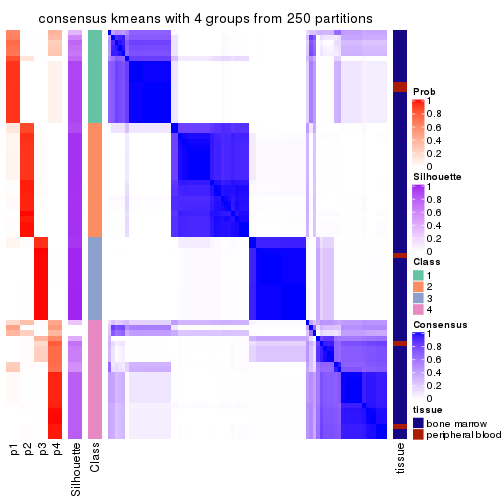 consensus kmeans with 4 groups from 250 partitions
Prob
1
0.8
0.6
0.4
0.2
0
Silhouette
1
0.8
0.6
0.4
0.2
0
Class
1
2
3
4
Consensus
1
0.8
0.6
0.4
0.2
0
tissue
bone marrow
peripheral blood
p1
p2
p3
p4
Silhouette
Class
tissue